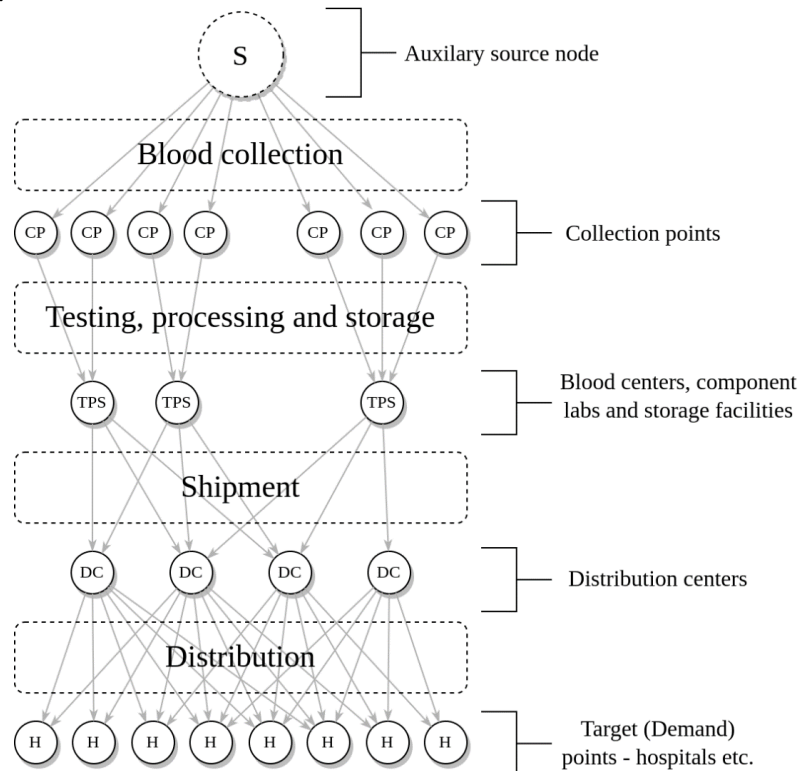 S
Auxilary source node
Blood collection
CP CP CP CP CP CP CP
Collection points
Testing, processing and storage
TPS TPS TPS
Blood centers, component
labs and storage facilities
Shipment
DC DC DC DC
Distribution centers
Distribution
H H H H H H H H
Target (Demand)
points - hospitals etc.